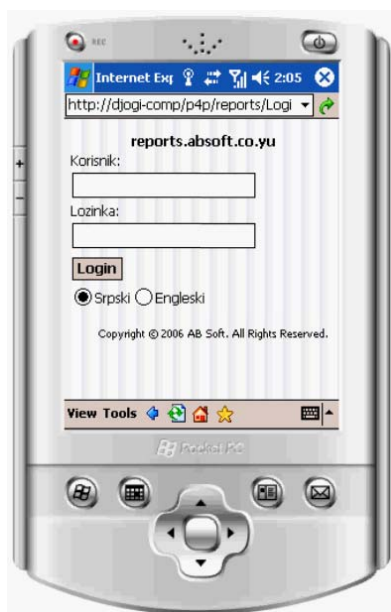 REC
Internet Exp 2:05
http://djogi-comp/p4p/reports/Logi
reports.absoft.co.yu
Korisnik:
Lozinka:
Login
Srpski Engleski
Copyright © 2006 AB Soft. All Rights Reserved.
View Tools
Pocket PC